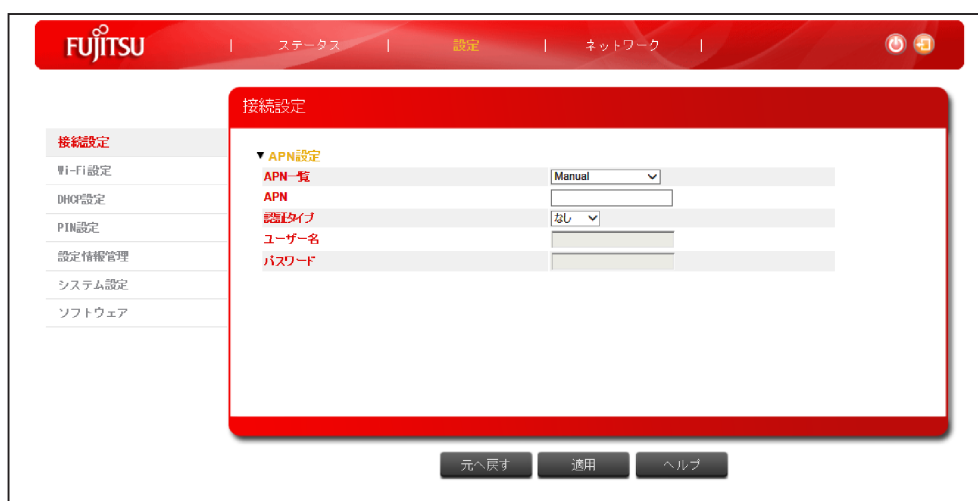 FUJITSU | ステータス | 設定 | ネットワーク |
接続設定
接続設定
Wi-Fi設定
DHCP設定
PIN設定
設定情報管理
システム設定
ソフトウェア
▼ APN設定
APN一覧 Manual
APN
認証タイプ なし
ユーザー名
パスワード
元へ戻す 適用 ヘルプ